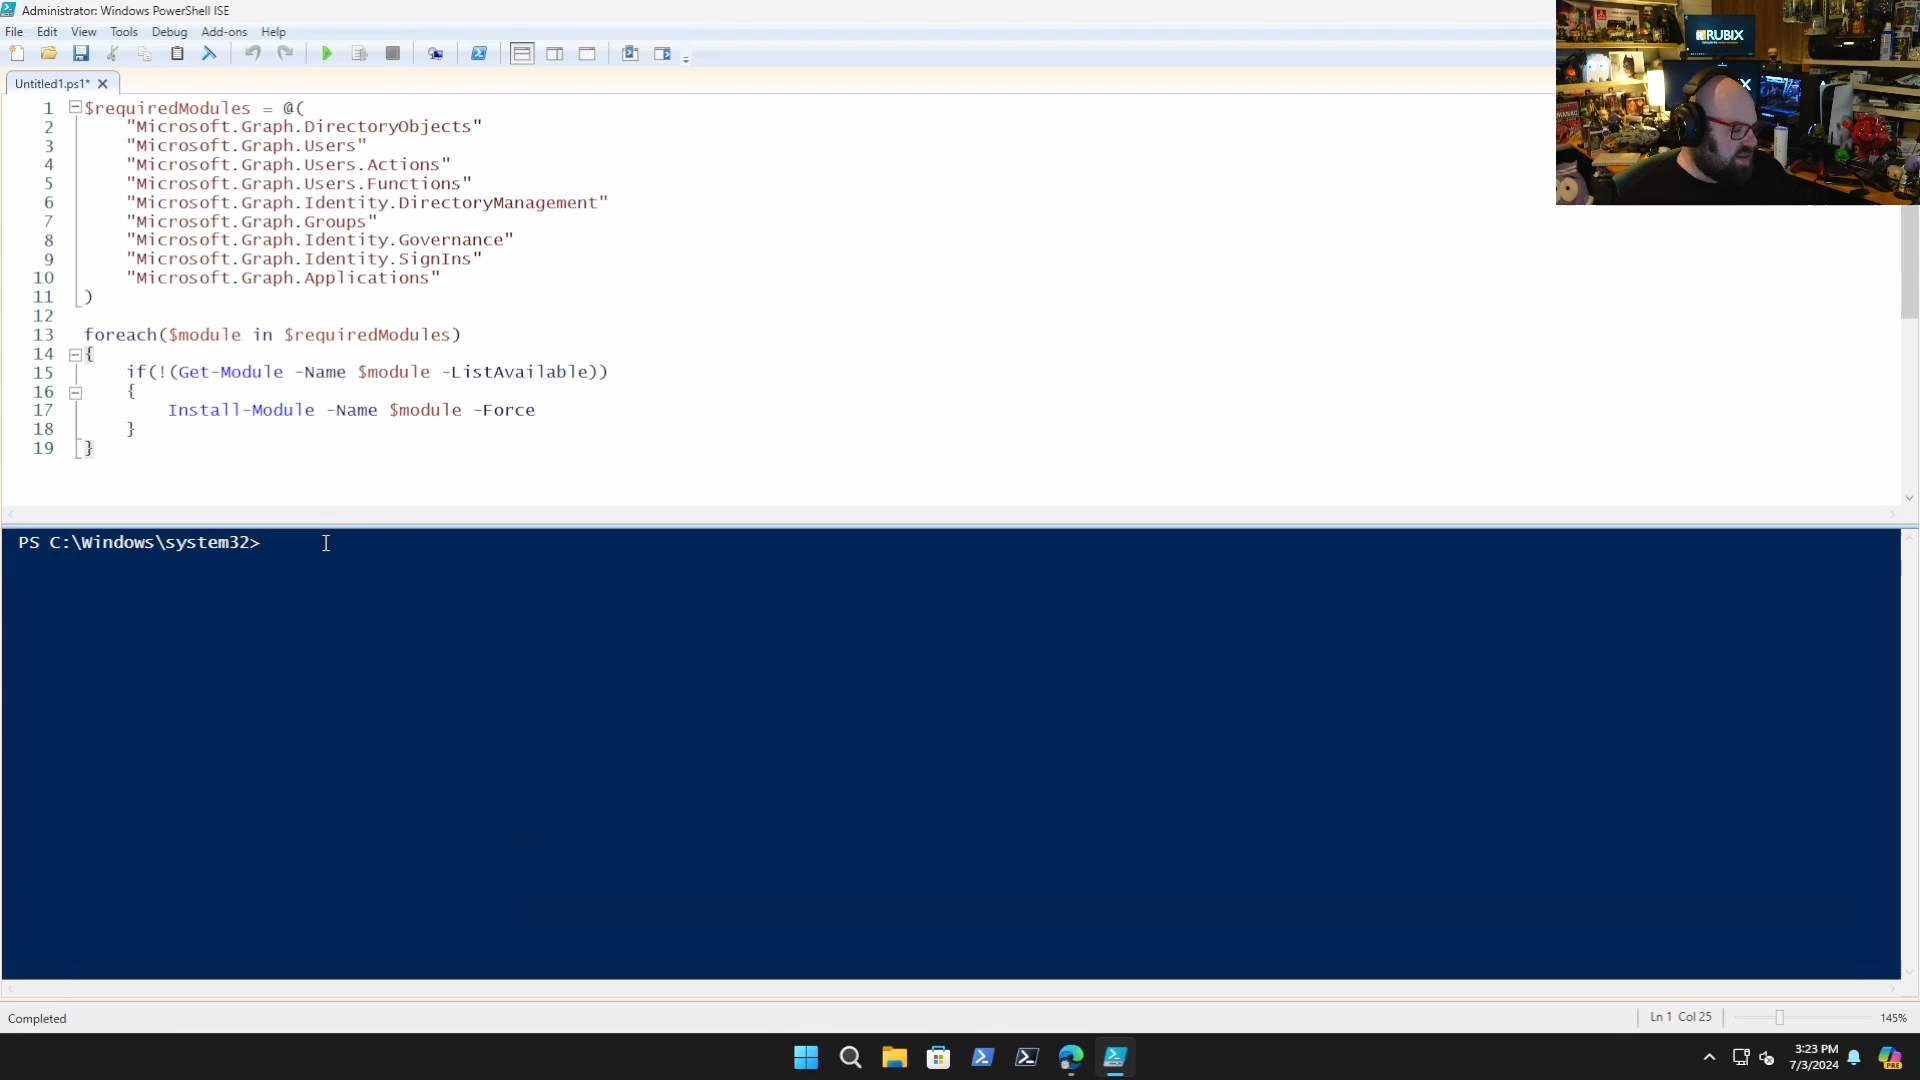 Administrator: Windows PowerShell ISE
File Edit View Tools Debug Add-ons Help
Untitled1.ps1*
1 $requiredModules = @(
2 "Microsoft.Graph.DirectoryObjects"
3 "Microsoft.Graph.Users"
4 "Microsoft.Graph.Users.Actions"
5 "Microsoft.Graph.Users.Functions"
6 "Microsoft.Graph.Identity.DirectoryManagement"
7 "Microsoft.Graph.Groups"
8 "Microsoft.Graph.Identity.Governance"
9 "Microsoft.Graph.Identity.SignIns"
10 "Microsoft.Graph.Applications"
11 )
12
13 foreach($module in $requiredModules)
14 {
15 if(!(Get-Module -Name $module -ListAvailable))
16 {
17 Install-Module -Name $module -Force
18 }
19 }
RUBIX
PS C:\Windows\system32>
Completed
Ln 1 Col 25
145%
3:23 PM
7/3/2024
PRE